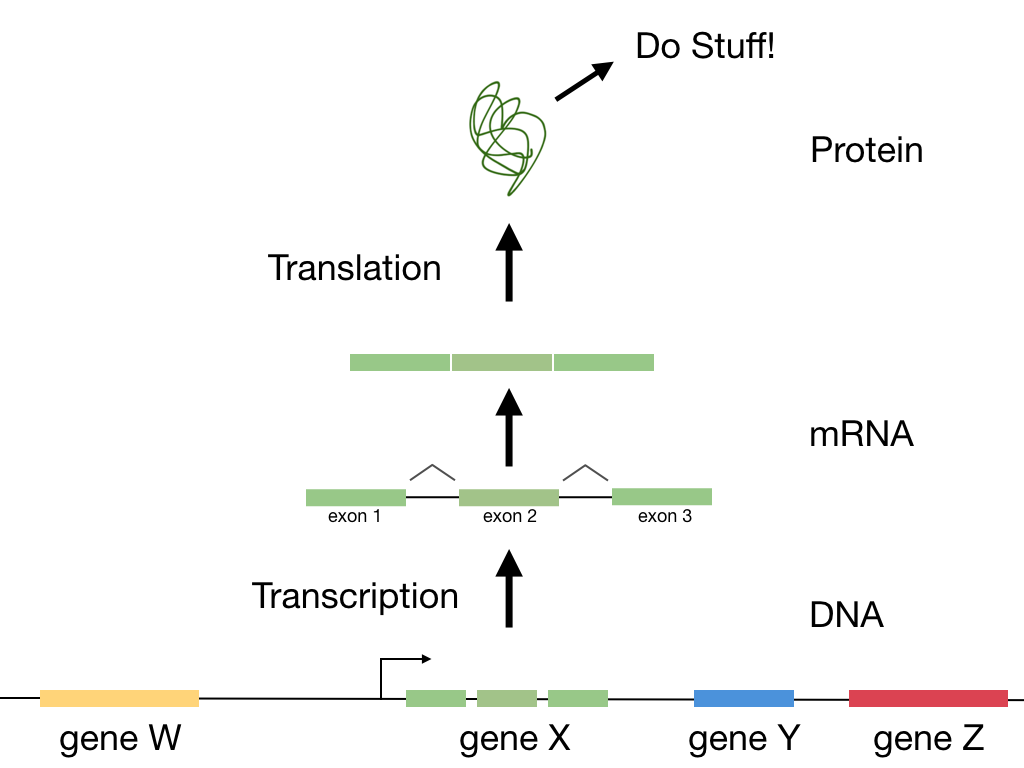 Do Stuff!
Protein
Translation
mRNA
exon 1 exon 2 exon 3
Transcription
DNA
gene W gene X gene Y gene Z